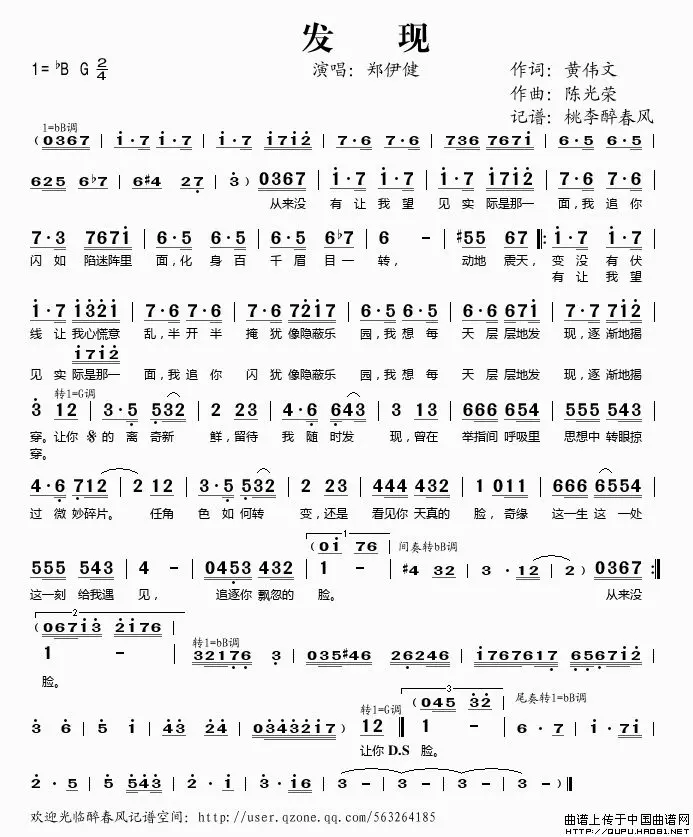 发 现
1= ♭B G 2/4
演唱：郑伊健
作词：黄伟文
作曲：陈光荣
记谱：桃李醉春风
1=bB调
(0367 | i·7 i·7 | i·7 i7i2 | 7·6 7·6 | 736 767i | 6·5 6·5 |
625 6♭7 | 6♯4 27 | 3) 0367 | i·7 i·7 | i·7 i7i2 | 7·6 7·6 |
从来没 有让我望 见实际是那一 面,我追你
7·3 767i | 6·5 6·5 | 6·5 6♭7 | 6 - | ♯55 67 |: i·7 i·7 |
闪如 陷迷阵里 面,化 身百 千眉 目一 转, 动地 震天, 变没 有伏
有让 我望
i·7 i32i | 7·6 7·6 | 7·6 72i7 | 6·5 6·5 | 6·5 67i | 7·6 7·6 |
线让 我心慌意 乱,半开半 掩犹 像隐蔽乐 园,我想每 天层 层地发 现,逐 渐地揭
i7i2
见实 际是那一 面,我追你 闪犹 像隐蔽乐 园,我想每 天层 层地发 现,逐 渐地揭
转1=G调
3 12 | 3·5 532 | 2 23 | 4·6 643 | 3 13 | 666 654 | 555 543 |
穿。让你 𝄋 的离 奇新 鲜,留待 我随 时发 现,曾在 举指间 呼吸里 思想中 转眼掠
穿。
4·6 712 | 2 12 | 3·5 532 | 2 23 | 444 443 | 1 011 | 666 6554 |
过微 妙碎片。 任角 色如 何转 变,还是 看见你 天真的 脸,奇缘 这一生 这一处
1
(0i 76 | 间奏转bB调
555 543 | 4 - | 0453 432 | 1 - | ♯4 32 | 3 · 12 | 2) 0367 :|
这一刻 给我遇 见, 追逐你 飘忽的 脸。 从来没
2
(067i3 2i76 |
转1=bB调
1 - | 32176 3 | 035♯46 26246 | i767617 65671̇2 |
脸。
转1=G调
3
(045 32 |
尾奏转1=bB调
3 6 | 5 i | 43 24 | 03432i7) 12 ‖ 1 - | 6·7 | i·7i |
让你 D.S 脸。
2·5 | 5 543 | 2·i | 3·i6 | 3 - | 3 - | 3 - ‖
欢迎光临醉春风记谱空间：http://user.qzone.qq.com/563264185
曲谱上传于中国曲谱网
http://QUPU.HAO81.NET